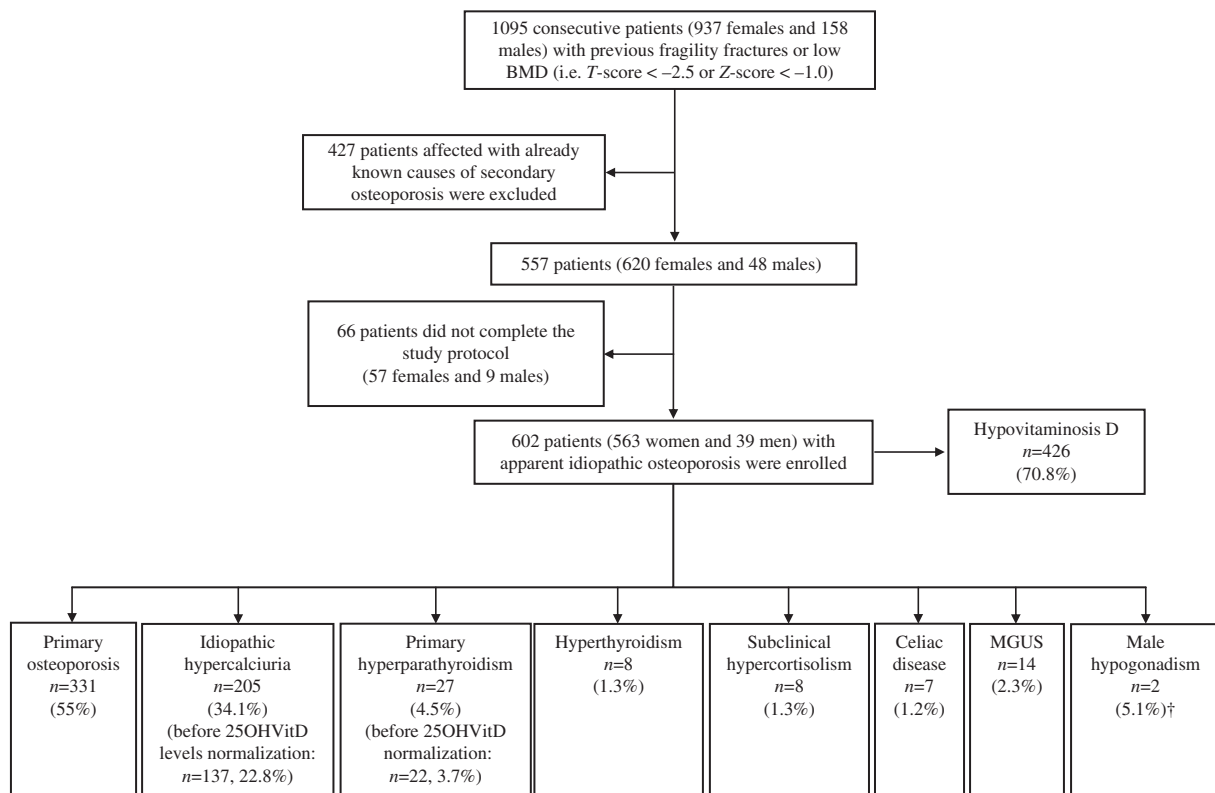 1095 consecutive patients (937 females and 158
males) with previous fragility fractures or low
BMD (i.e. T-score < –2.5 or Z-score < –1.0)
427 patients affected with already
known causes of secondary
osteoporosis were excluded
557 patients (620 females and 48 males)
66 patients did not complete the
study protocol
(57 females and 9 males)
602 patients (563 women and 39 men) with
apparent idiopathic osteoporosis were enrolled
Hypovitaminosis D
n=426
(70.8%)
Primary
osteoporosis
n=331
(55%)
Idiopathic
hypercalciuria
n=205
(34.1%)
(before 25OHVitD
levels normalization:
n=137, 22.8%)
Primary
hyperparathyroidism
n=27
(4.5%)
(before 25OHVitD
normalization:
n=22, 3.7%)
Hyperthyroidism
n=8
(1.3%)
Subclinical
hypercortisolism
n=8
(1.3%)
Celiac
disease
n=7
(1.2%)
MGUS
n=14
(2.3%)
Male
hypogonadism
n=2
(5.1%)†